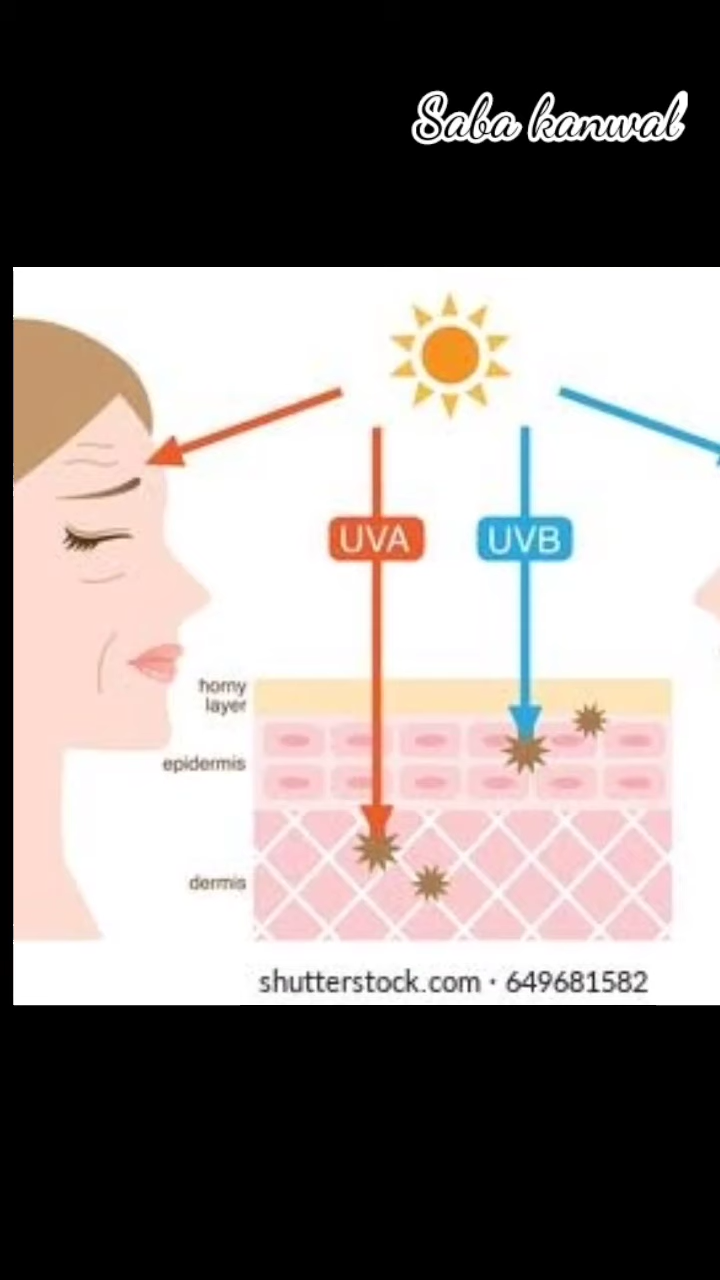 Saba kanwal
UVA
UVB
horny
layer
epidermis
dermis
shutterstock.com · 649681582